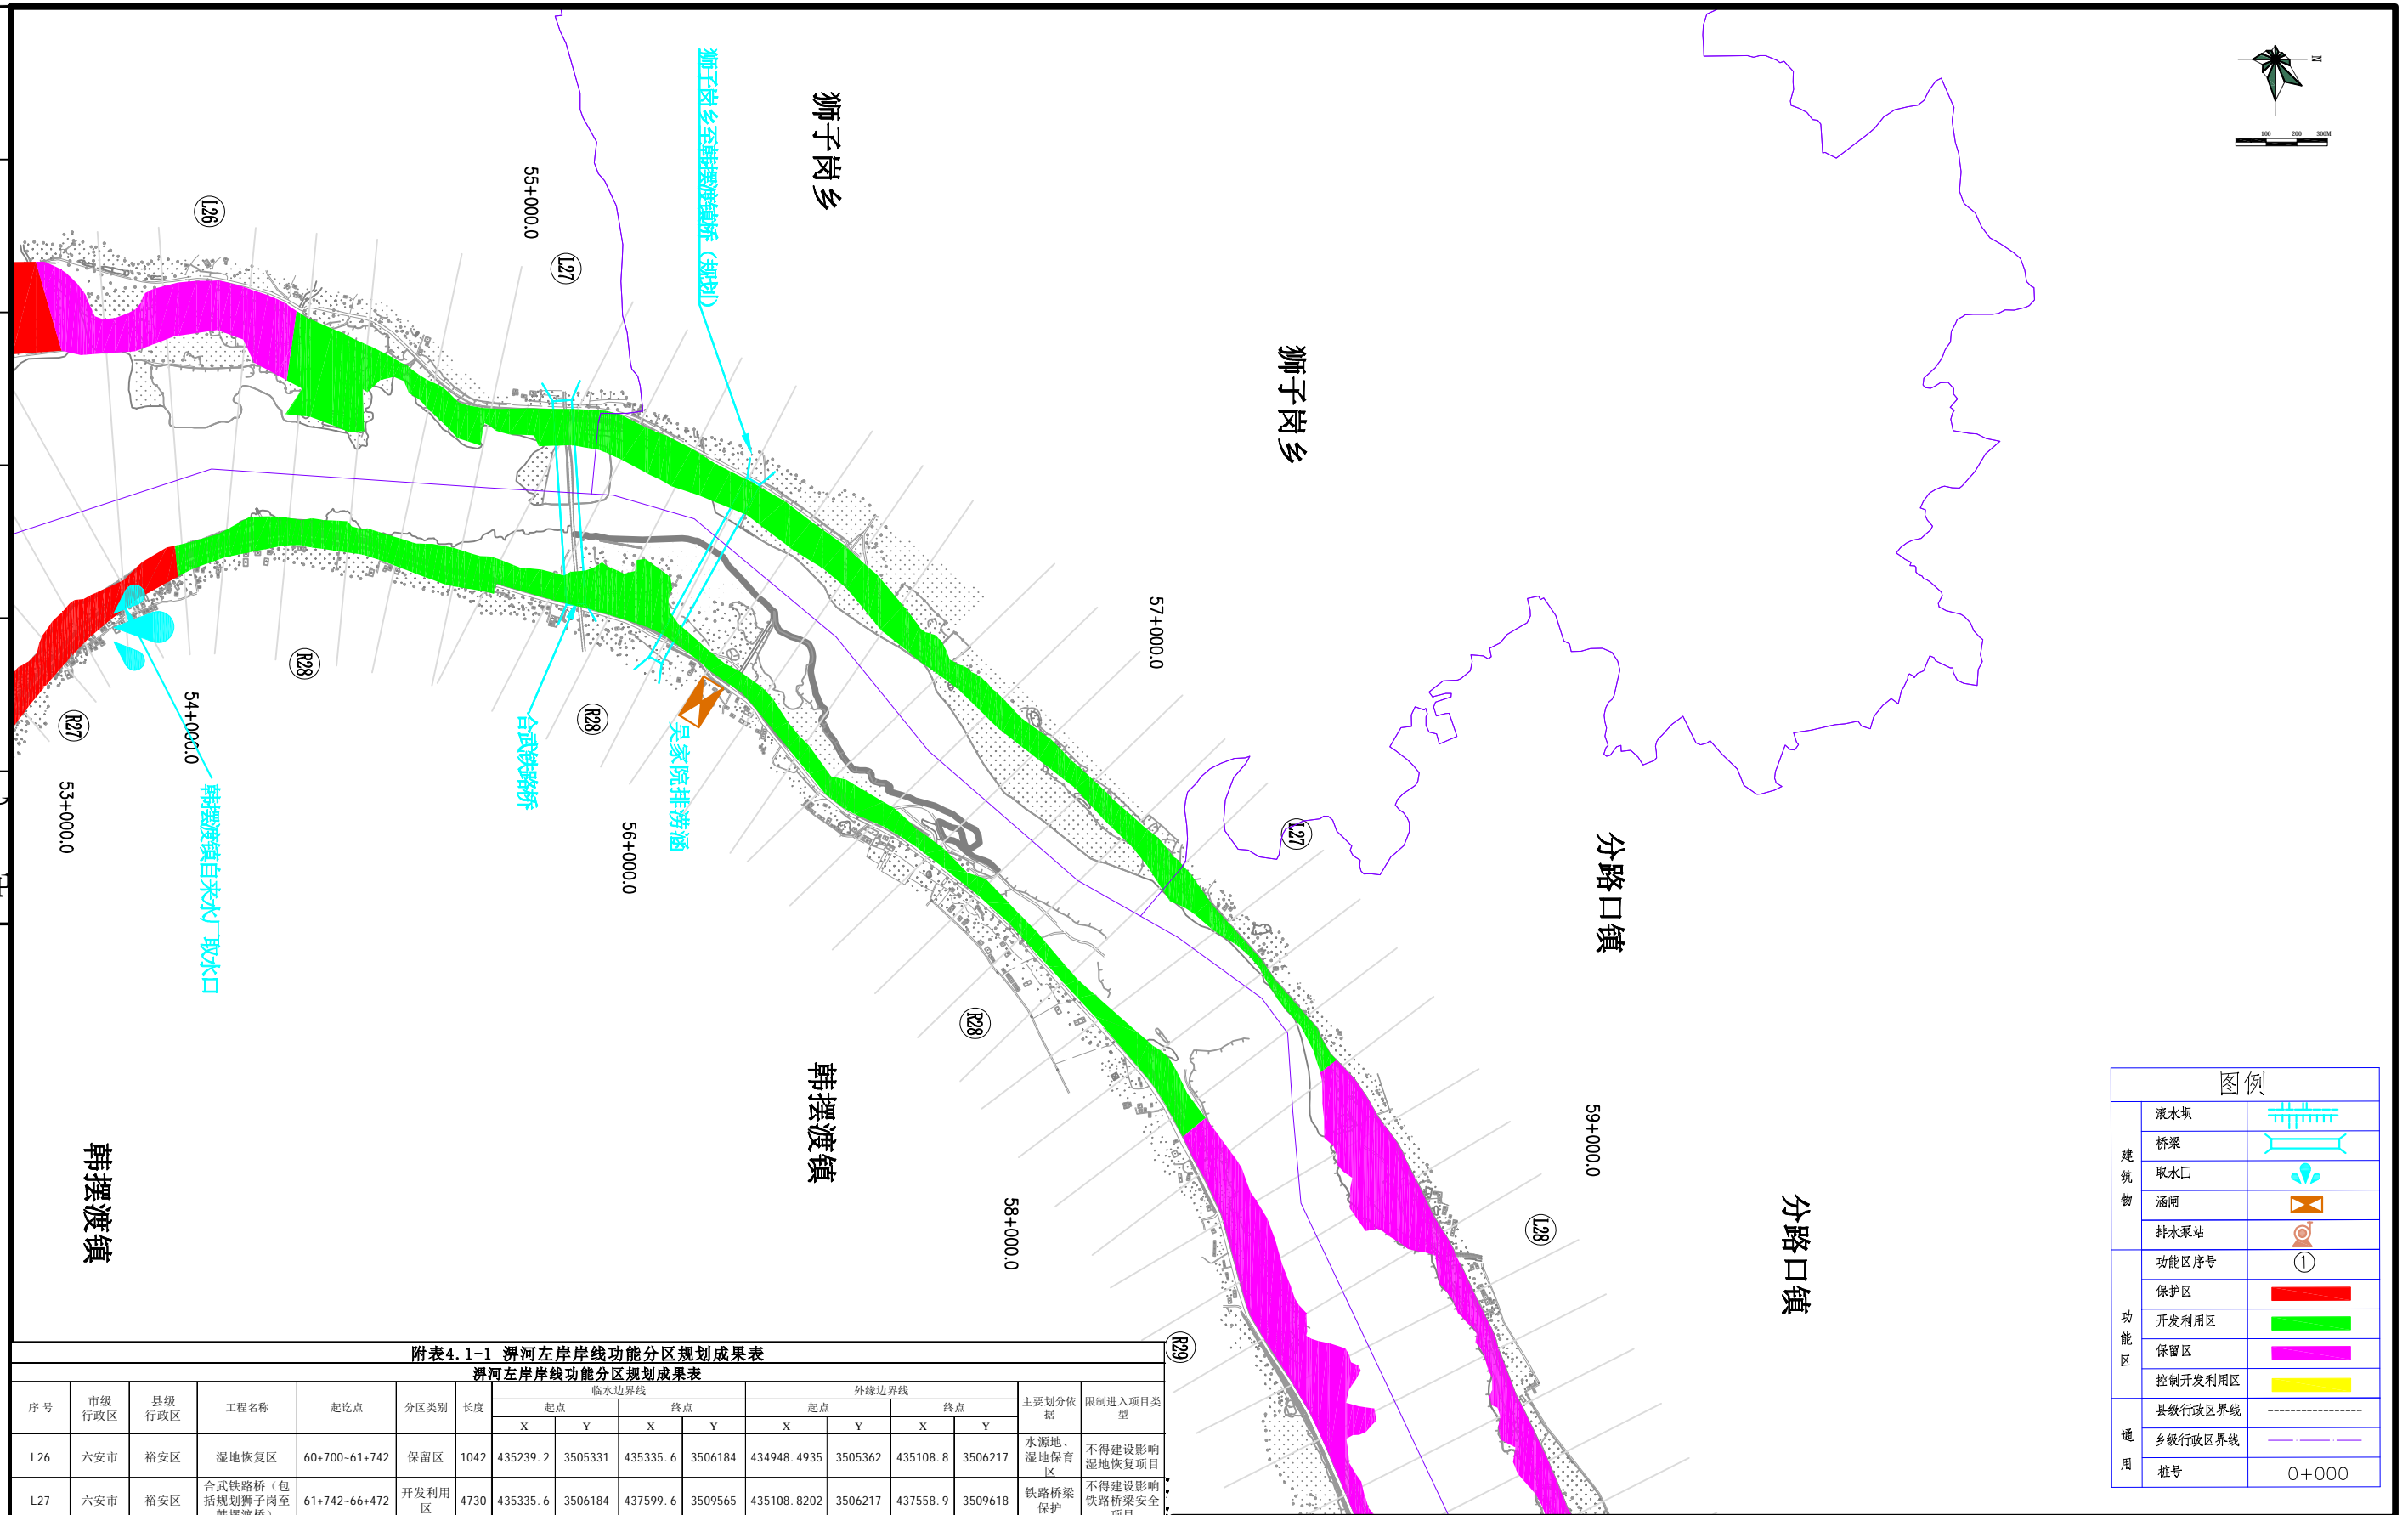 N
100 200 300M
狮子岗乡
狮子岗乡至韩摆渡镇桥（规划）
55+000.0
L26
L27
狮子岗乡
57+000.0
R28
54+000.0
R27
53+000.0
韩摆渡镇自来水厂取水口
合武铁路桥
R28
吴家院排涝涵
56+000.0
L27
分路口镇
R28
韩摆渡镇
韩摆渡镇
58+000.0
59+000.0
L28
分路口镇
R29
图例
建筑物
滚水坝
桥梁
取水口
涵闸
排水泵站
功能区
功能区序号 1
保护区
开发利用区
保留区
控制开发利用区
通用
县级行政区界线
乡级行政区界线
桩号 0+000
附表4.1-1 淠河左岸岸线功能分区规划成果表
淠河左岸岸线功能分区规划成果表
序号 市级行政区 县级行政区 工程名称 起讫点 分区类别 长度 临水边界线 外缘边界线 主要划分依据 限制进入项目类型
起点 终点 起点 终点
X Y X Y X Y X Y
L26 六安市 裕安区 湿地恢复区 60+700~61+742 保留区 1042 435239.2 3505331 435335.6 3506184 434948.4935 3505362 435108.8 3506217 水源地、湿地保育区 不得建设影响湿地恢复项目
L27 六安市 裕安区 合武铁路桥（包括规划狮子岗至韩摆渡桥） 61+742~66+472 开发利用区 4730 435335.6 3506184 437599.6 3509565 435108.8202 3506217 437558.9 3509618 铁路桥梁保护 不得建设影响铁路桥梁安全项目